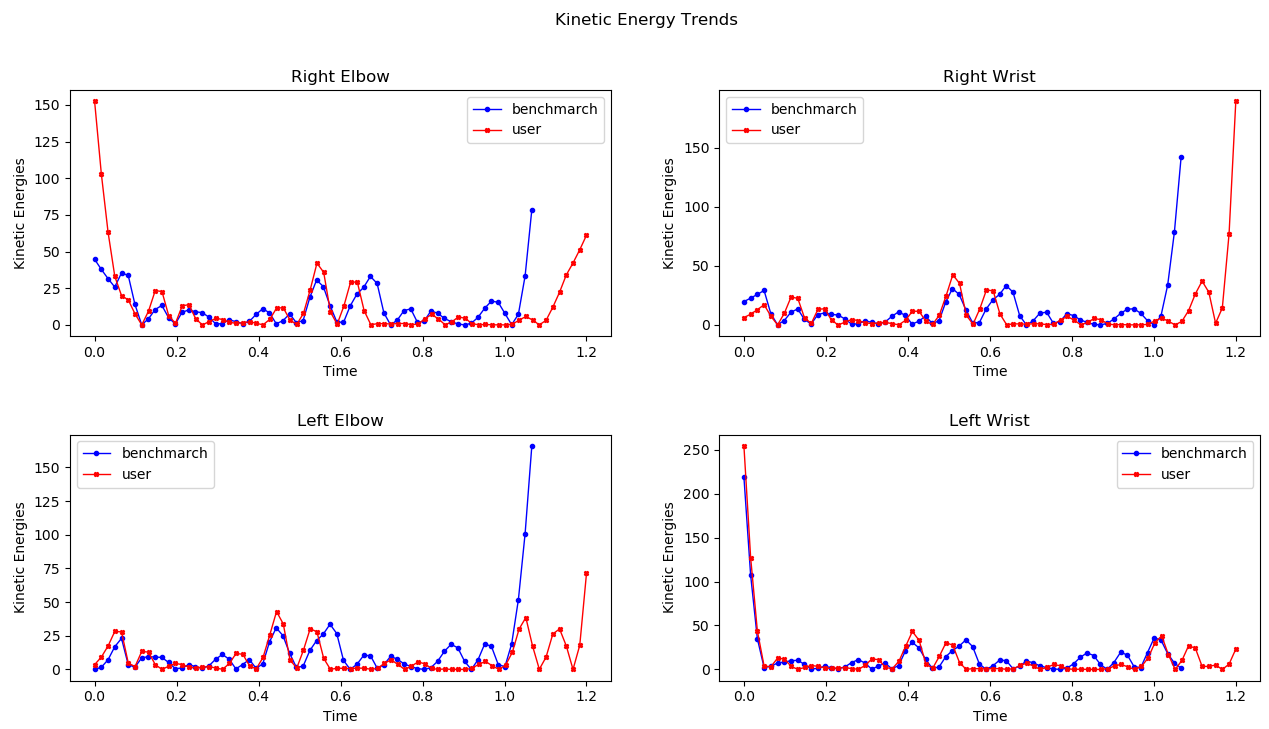 Kinetic Energy Trends
Right Elbow
Kinetic Energies
150
125
100
75
50
25
0
benchmarch
user
0.0 0.2 0.4 0.6 0.8 1.0 1.2
Time
Right Wrist
Kinetic Energies
150
100
50
0
benchmarch
user
0.0 0.2 0.4 0.6 0.8 1.0 1.2
Time
Left Elbow
Kinetic Energies
150
125
100
75
50
25
0
benchmarch
user
0.0 0.2 0.4 0.6 0.8 1.0 1.2
Time
Left Wrist
Kinetic Energies
250
200
150
100
50
0
benchmarch
user
0.0 0.2 0.4 0.6 0.8 1.0 1.2
Time